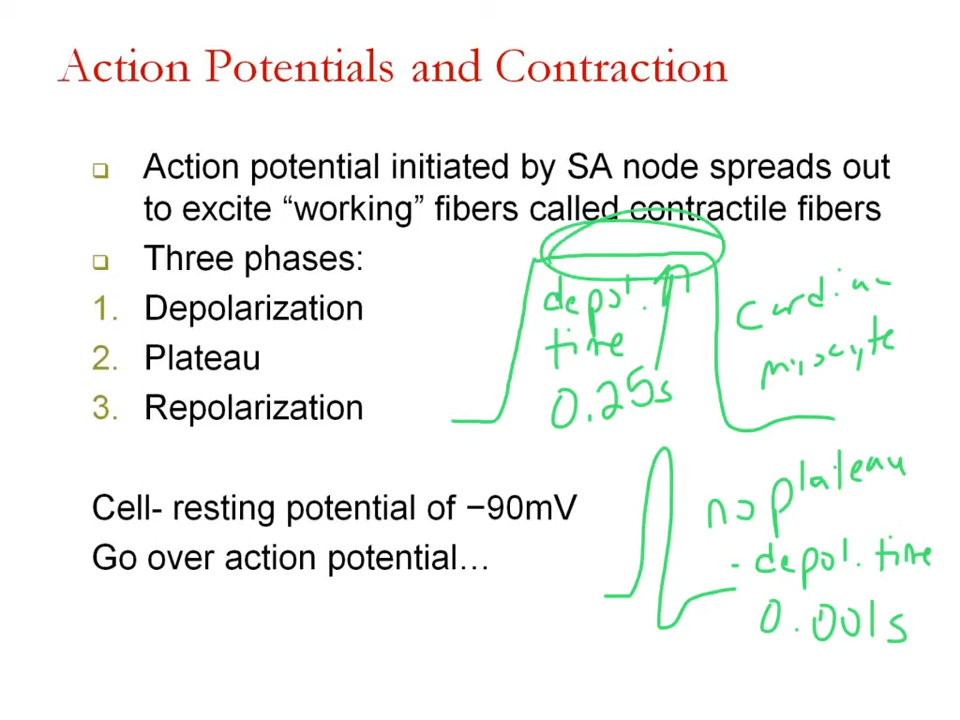 Action Potentials and Contraction
❑ Action potential initiated by SA node spreads out
to excite “working” fibers called contractile fibers
❑ Three phases:
1. Depolarization
2. Plateau
3. Repolarization
depol. ↑
time
0.25s
Cardiac
myocyte
Cell- resting potential of −90mV
Go over action potential…
no plateau
- depol. time
0.001s